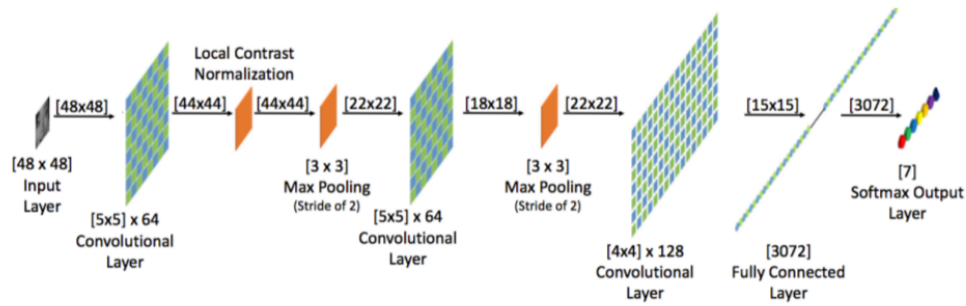 Local Contrast
Normalization
[48x48]
[44x44]
[44x44]
[22x22]
[18x18]
[22x22]
[15x15]
[3072]
[48 x 48]
Input
Layer
[5x5] x 64
Convolutional
Layer
[3 x 3]
Max Pooling
(Stride of 2)
[5x5] x 64
Convolutional
Layer
[3 x 3]
Max Pooling
(Stride of 2)
[4x4] x 128
Convolutional
Layer
[3072]
Fully Connected
Layer
[7]
Softmax Output
Layer